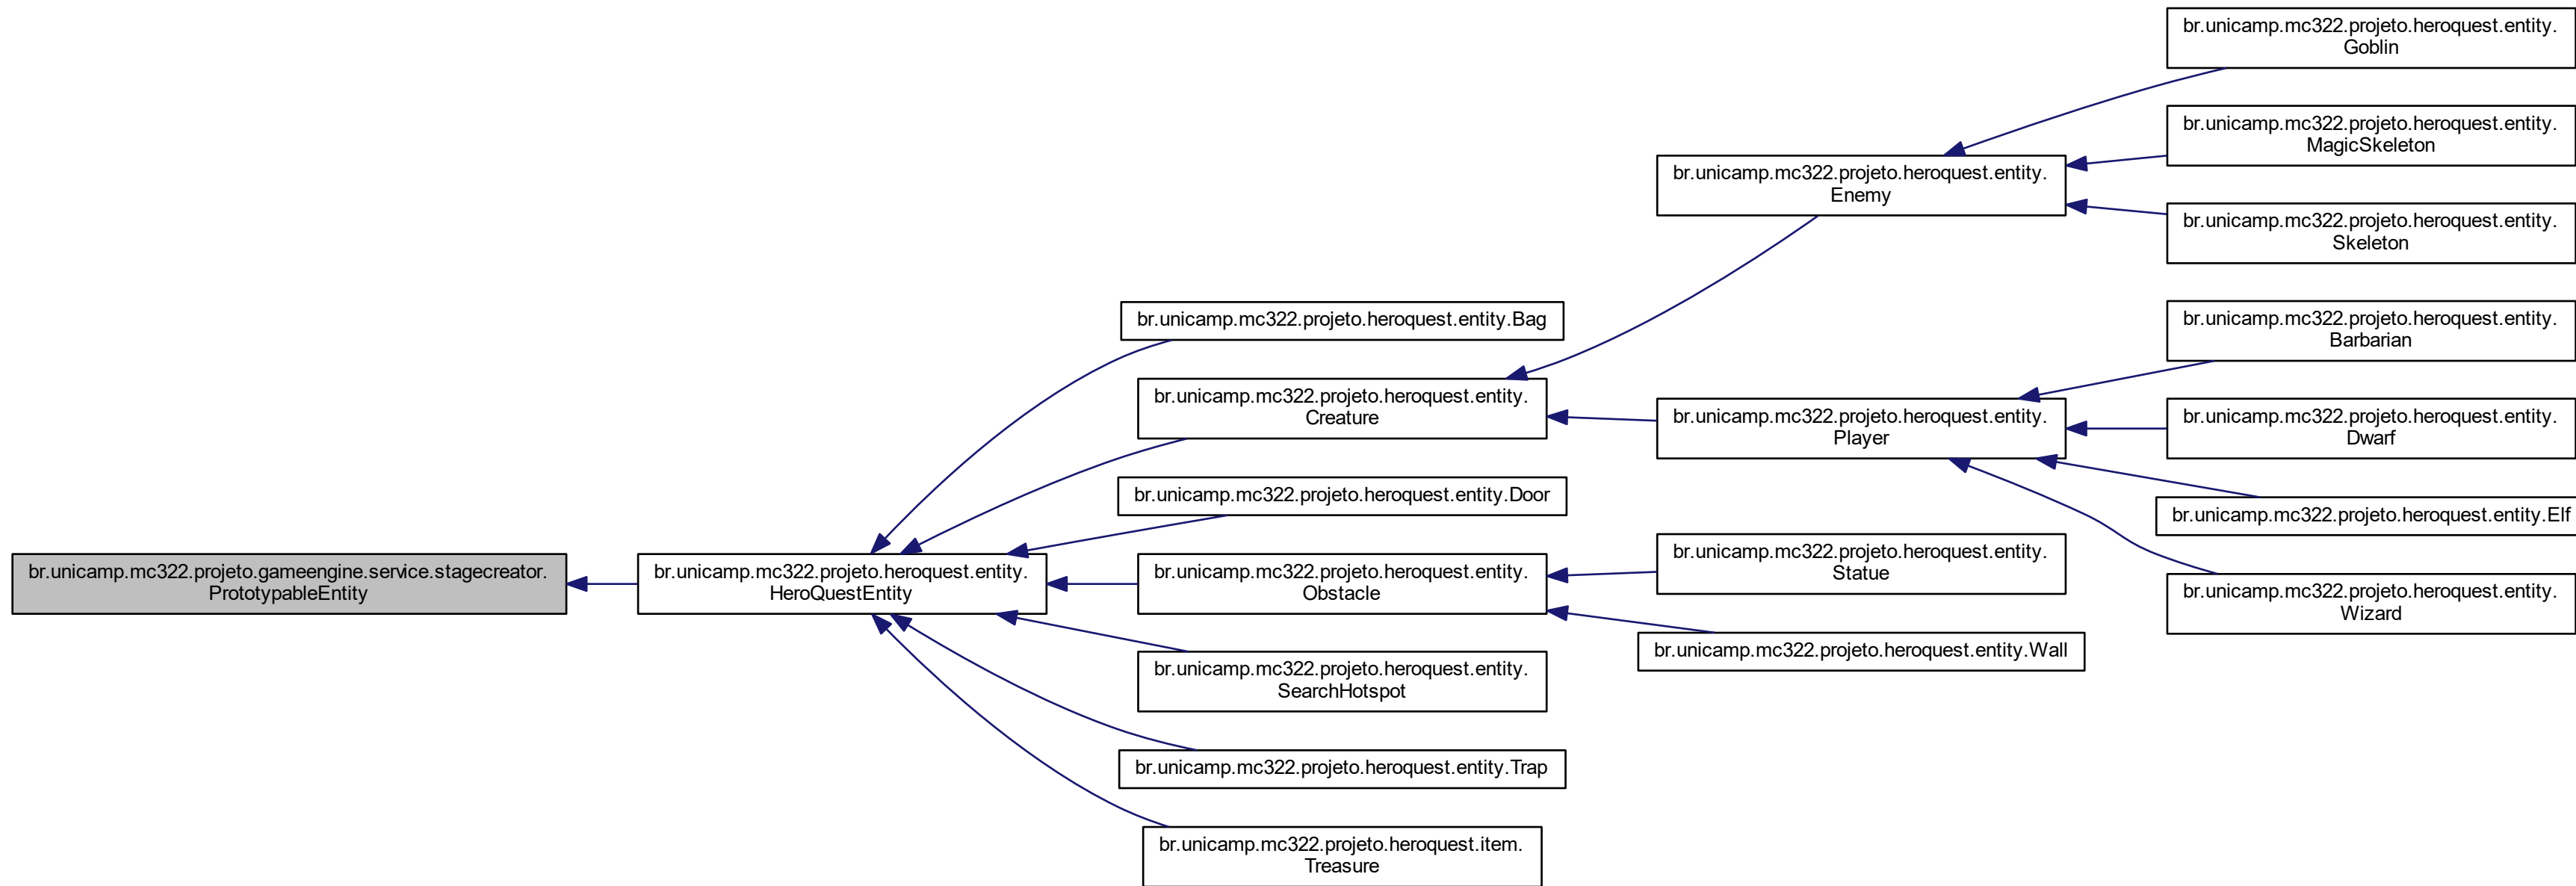 br.unicamp.mc322.projeto.gameengine.service.stagecreator.
PrototypableEntity
br.unicamp.mc322.projeto.heroquest.entity.
HeroQuestEntity
br.unicamp.mc322.projeto.heroquest.entity.Bag
br.unicamp.mc322.projeto.heroquest.entity.
Creature
br.unicamp.mc322.projeto.heroquest.entity.Door
br.unicamp.mc322.projeto.heroquest.entity.
Obstacle
br.unicamp.mc322.projeto.heroquest.entity.
SearchHotspot
br.unicamp.mc322.projeto.heroquest.entity.Trap
br.unicamp.mc322.projeto.heroquest.item.
Treasure
br.unicamp.mc322.projeto.heroquest.entity.
Enemy
br.unicamp.mc322.projeto.heroquest.entity.
Player
br.unicamp.mc322.projeto.heroquest.entity.
Statue
br.unicamp.mc322.projeto.heroquest.entity.Wall
br.unicamp.mc322.projeto.heroquest.entity.
Goblin
br.unicamp.mc322.projeto.heroquest.entity.
MagicSkeleton
br.unicamp.mc322.projeto.heroquest.entity.
Skeleton
br.unicamp.mc322.projeto.heroquest.entity.
Barbarian
br.unicamp.mc322.projeto.heroquest.entity.
Dwarf
br.unicamp.mc322.projeto.heroquest.entity.Elf
br.unicamp.mc322.projeto.heroquest.entity.
Wizard